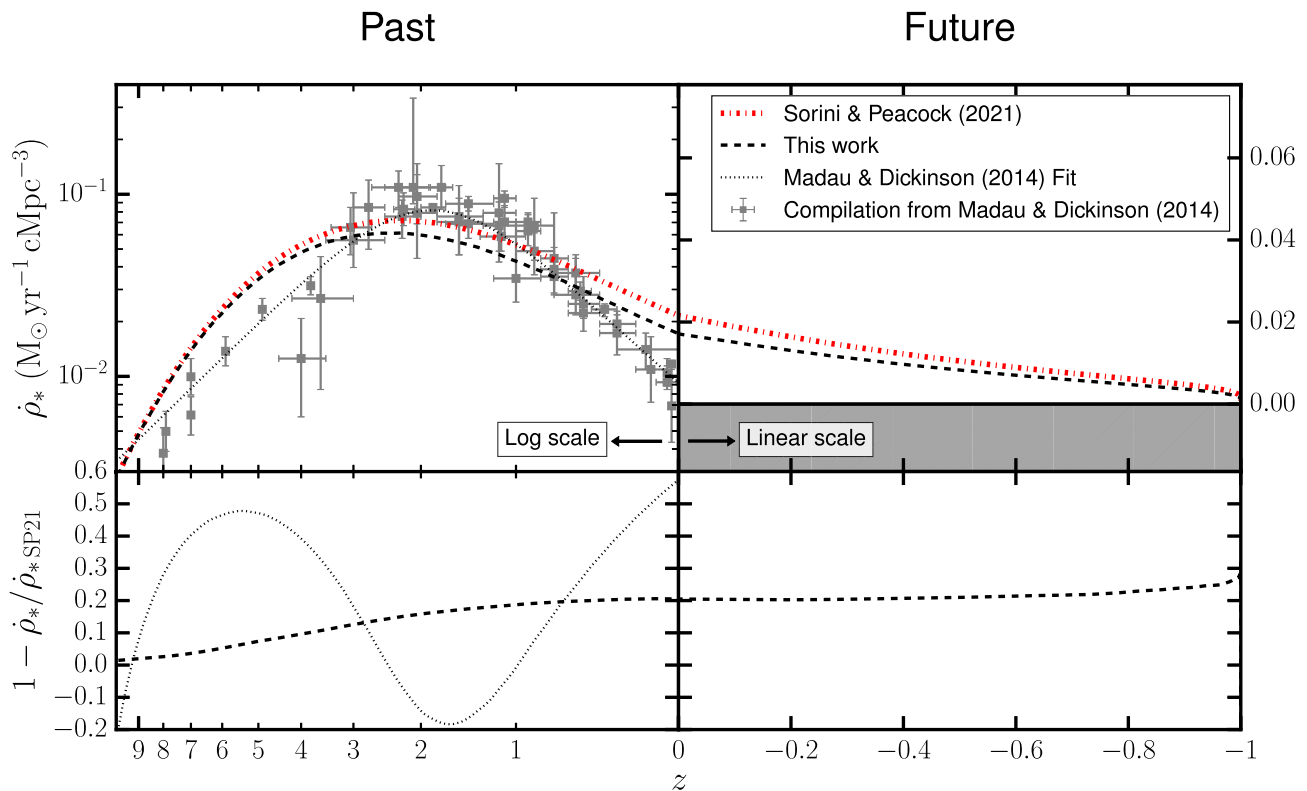 Past
Future
Sorini & Peacock (2021)
This work
Madau & Dickinson (2014) Fit
Compilation from Madau & Dickinson (2014)
ρ̇* (M⊙ yr⁻¹ cMpc⁻³)
10⁻¹
10⁻²
0.06
0.04
0.02
0.00
Log scale
Linear scale
1 − ρ̇*/ρ̇*SP21
0.6
0.5
0.4
0.3
0.2
0.1
0.0
−0.1
−0.2
9 8 7 6 5 4 3 2 1 0 −0.2 −0.4 −0.6 −0.8 −1
z